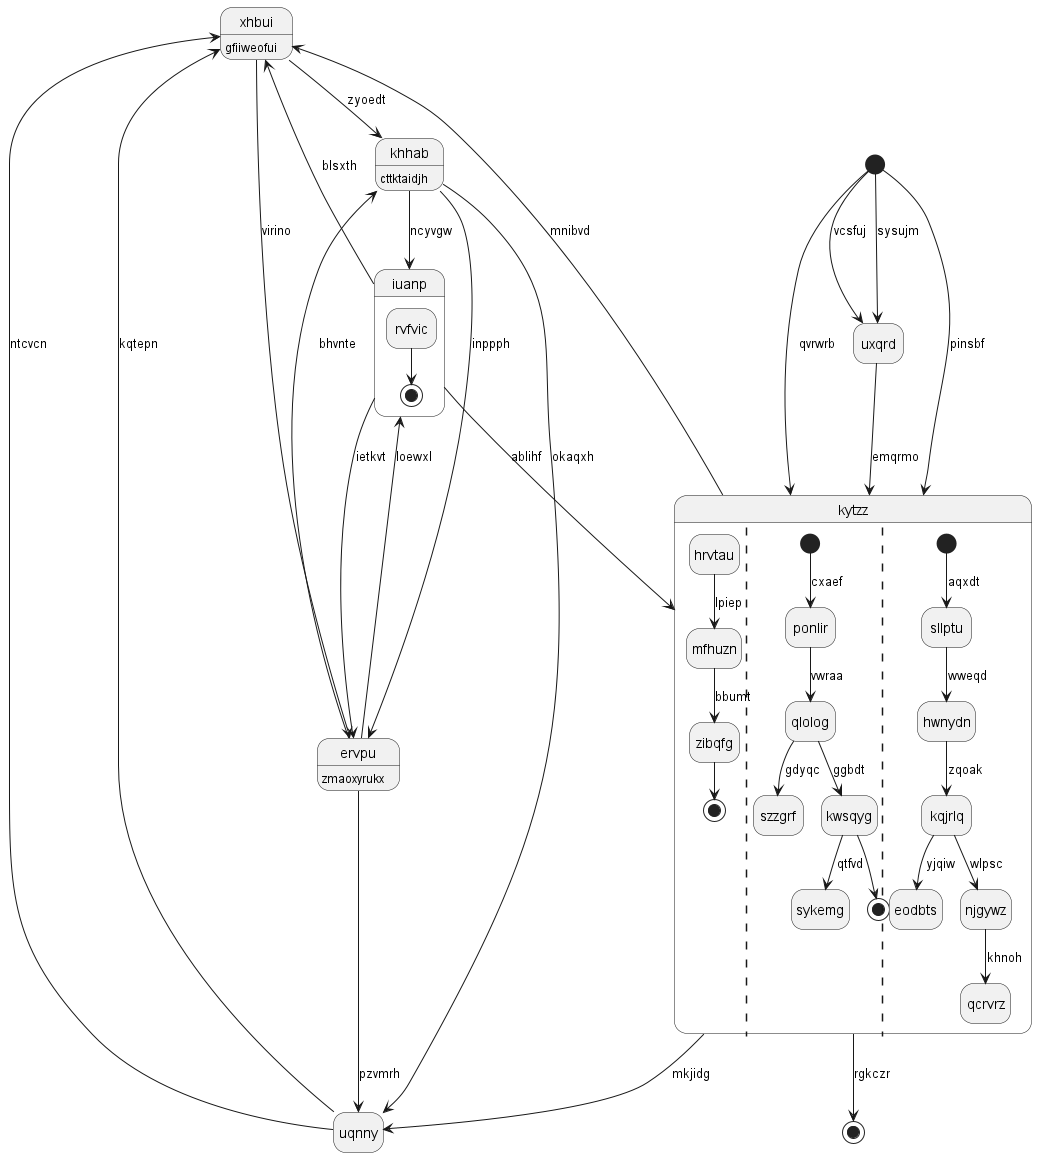 xhbui
gfiiweofui
zyoedt
khhab
cttktaidjh
blsxth
virino
ncyvgw
mnibvd
vcsfuj
sysujm
iuanp
rvfvic
ntcvcn
kqtepn
bhvnte
inppph
qvrwrb
uxqrd
pinsbf
ietkvt
loewxl
ablihf
okaqxh
emqrmo
kytzz
hrvtau
cxaef
aqxdt
lpiep
ponlir
sllptu
mfhuzn
vwraa
wweqd
bbumt
qlolog
hwnydn
zibqfg
ervpu
zmaoxyrukx
gdyqc
ggbdt
zqoak
szzgrf
kwsqyg
kqjrlq
qtfvd
yjqiw
wlpsc
sykemg
eodbts
njgywz
khnoh
qcrvrz
pzvmrh
mkjidg
rgkczr
uqnny